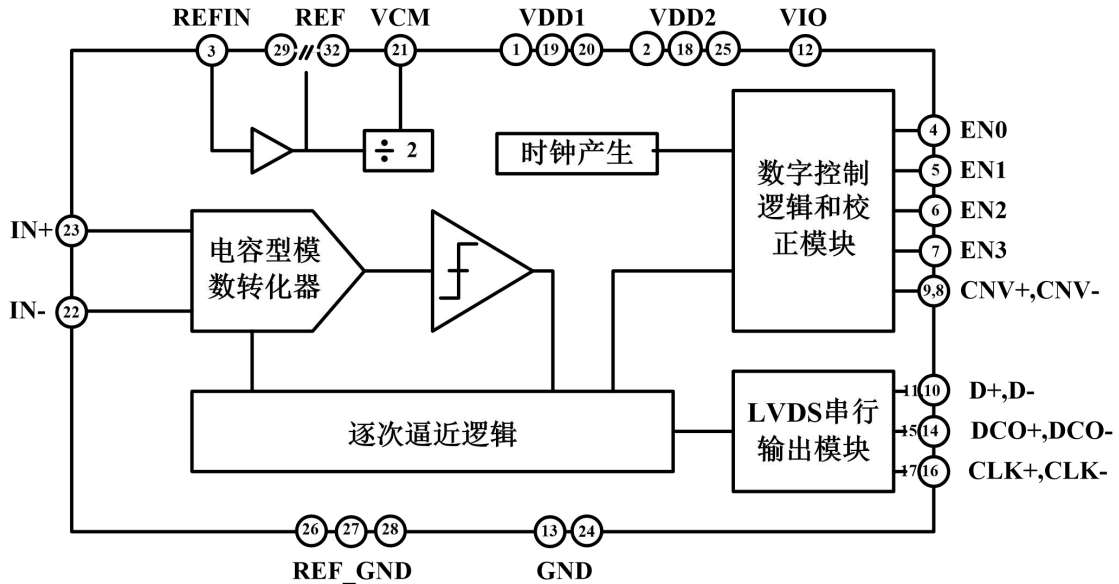 REFIN REF VCM VDD1 VDD2 VIO
3 29 32 21 1 19 20 2 18 25 12
÷ 2
时钟产生
数字控制
逻辑和校
正模块
4 EN0
5 EN1
6 EN2
7 EN3
9,8 CNV+,CNV-
IN+ 23
IN- 22
电容型模
数转化器
逐次逼近逻辑
LVDS串行
输出模块
11,10 D+,D-
15 14 DCO+,DCO-
17 16 CLK+,CLK-
26 27 28 13 24
REF_GND GND